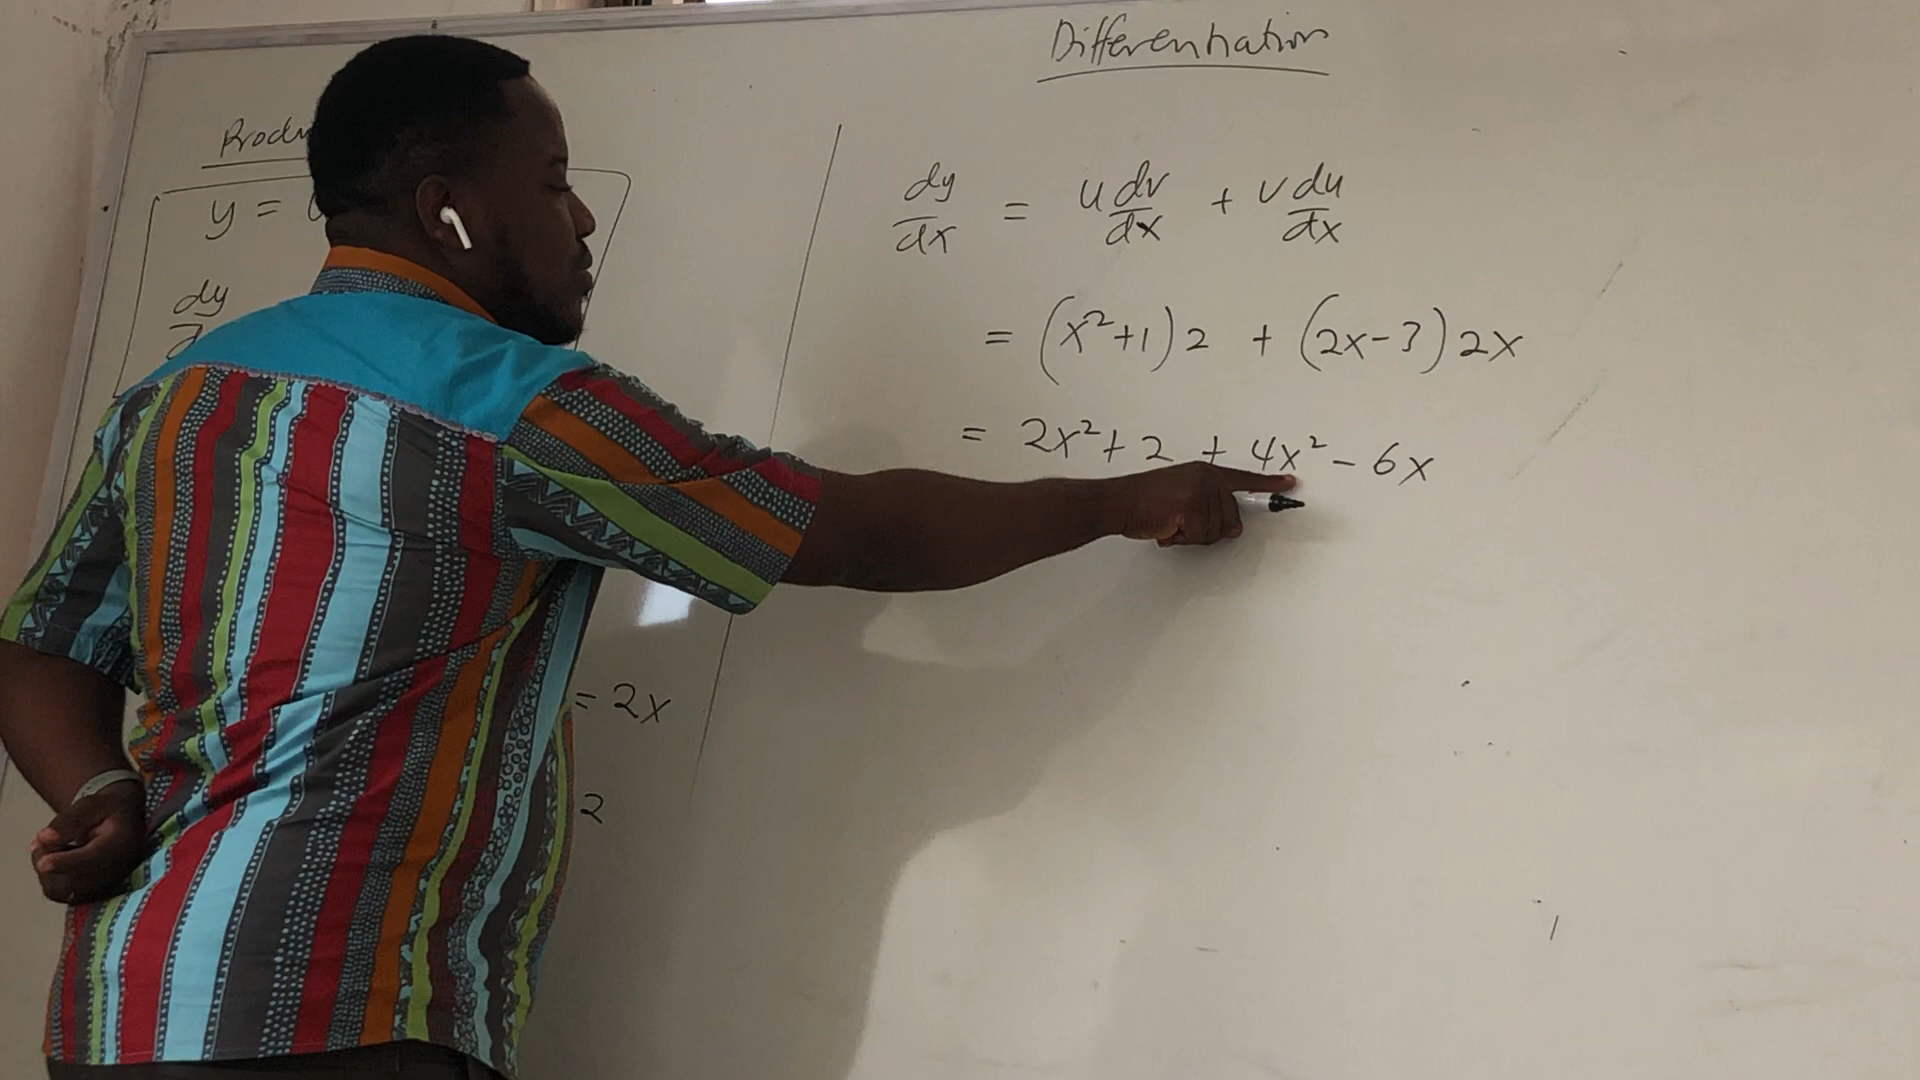 Differentiation
y =
dy
dy/dx = u dv/dx + v du/dx
= (x²+1)2 + (2x-3)2x
= 2x²+2 + 4x²-6x
= 2x
2